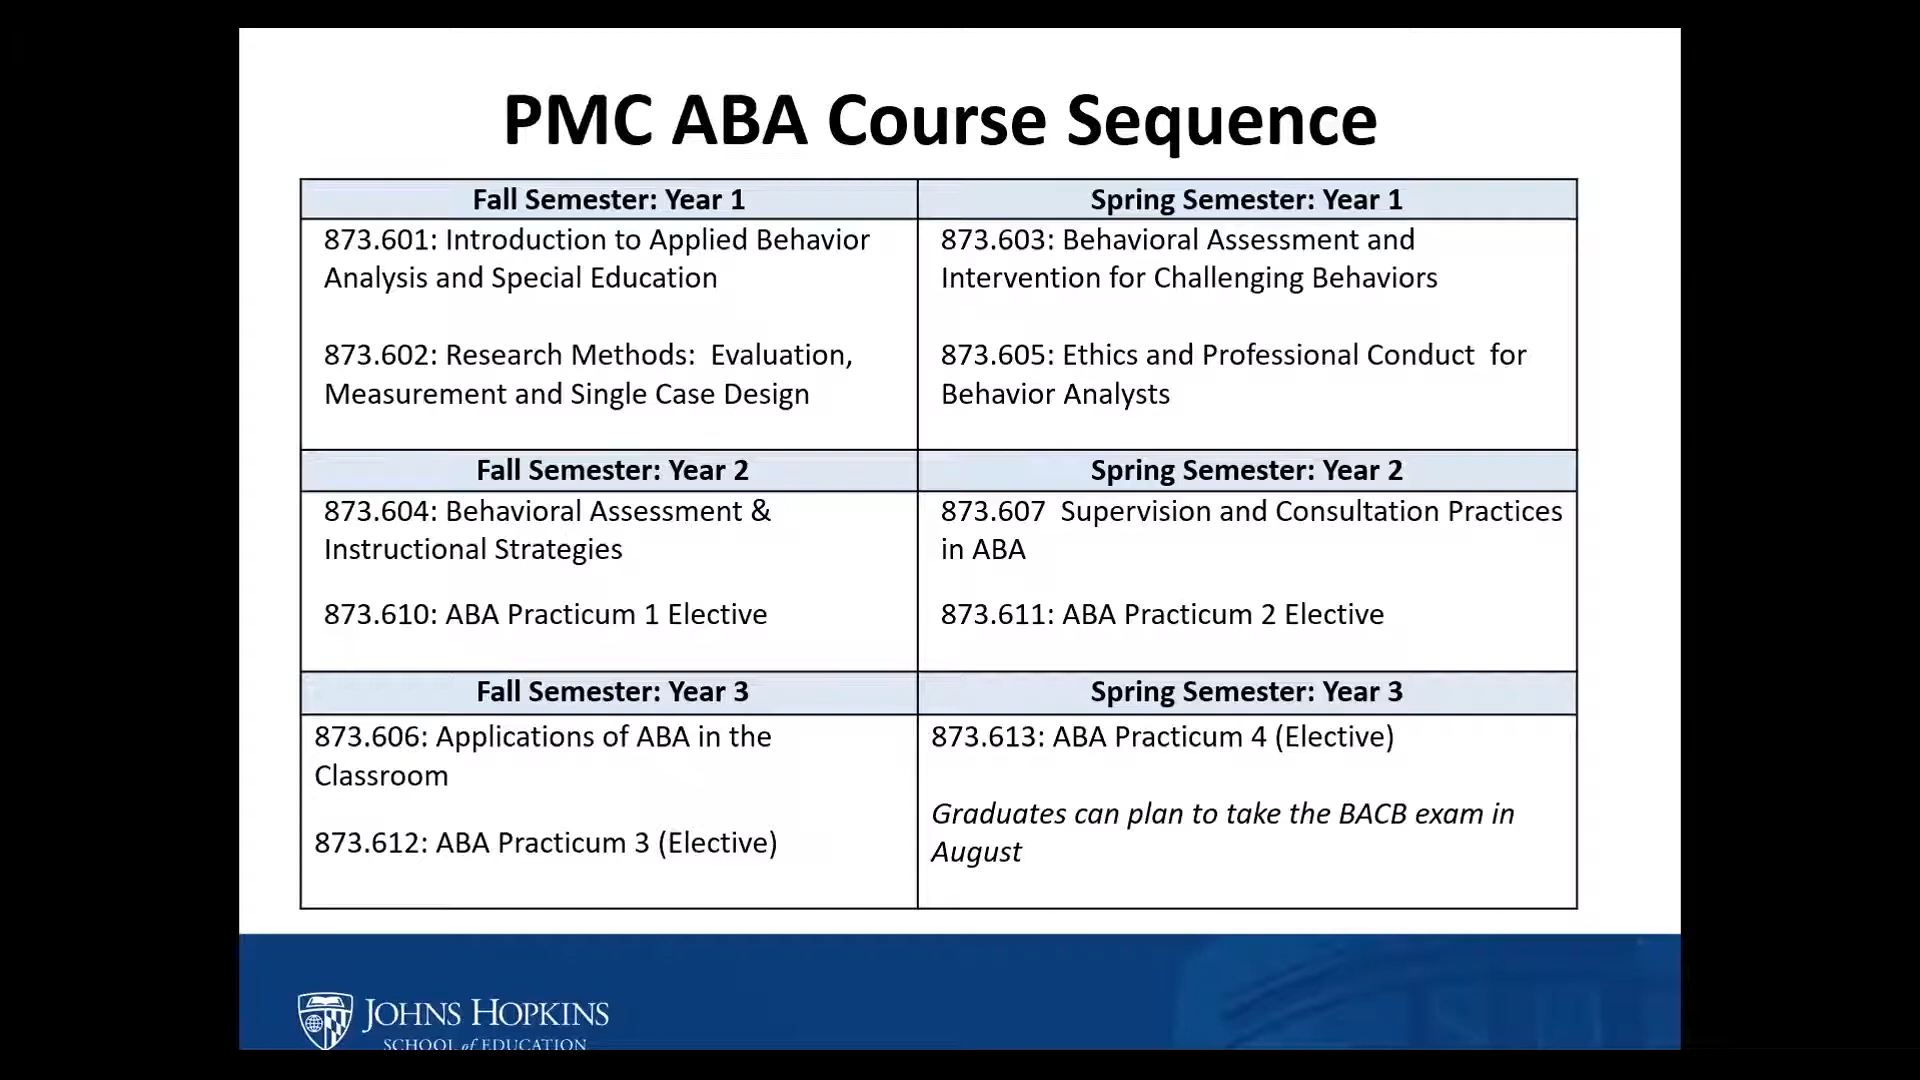 PMC ABA Course Sequence
Fall Semester: Year 1
Spring Semester: Year 1
873.601: Introduction to Applied Behavior
Analysis and Special Education
873.602: Research Methods:  Evaluation,
Measurement and Single Case Design
873.603: Behavioral Assessment and
Intervention for Challenging Behaviors
873.605: Ethics and Professional Conduct  for
Behavior Analysts
Fall Semester: Year 2
Spring Semester: Year 2
873.604: Behavioral Assessment &
Instructional Strategies
873.610: ABA Practicum 1 Elective
873.607  Supervision and Consultation Practices
in ABA
873.611: ABA Practicum 2 Elective
Fall Semester: Year 3
Spring Semester: Year 3
873.606: Applications of ABA in the
Classroom
873.612: ABA Practicum 3 (Elective)
873.613: ABA Practicum 4 (Elective)
Graduates can plan to take the BACB exam in
August
JOHNS HOPKINS
SCHOOL of EDUCATION